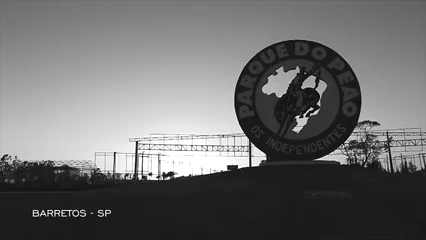 PARQUE DO PEÃO
OS INDEPENDENTES
BARRETOS - SP